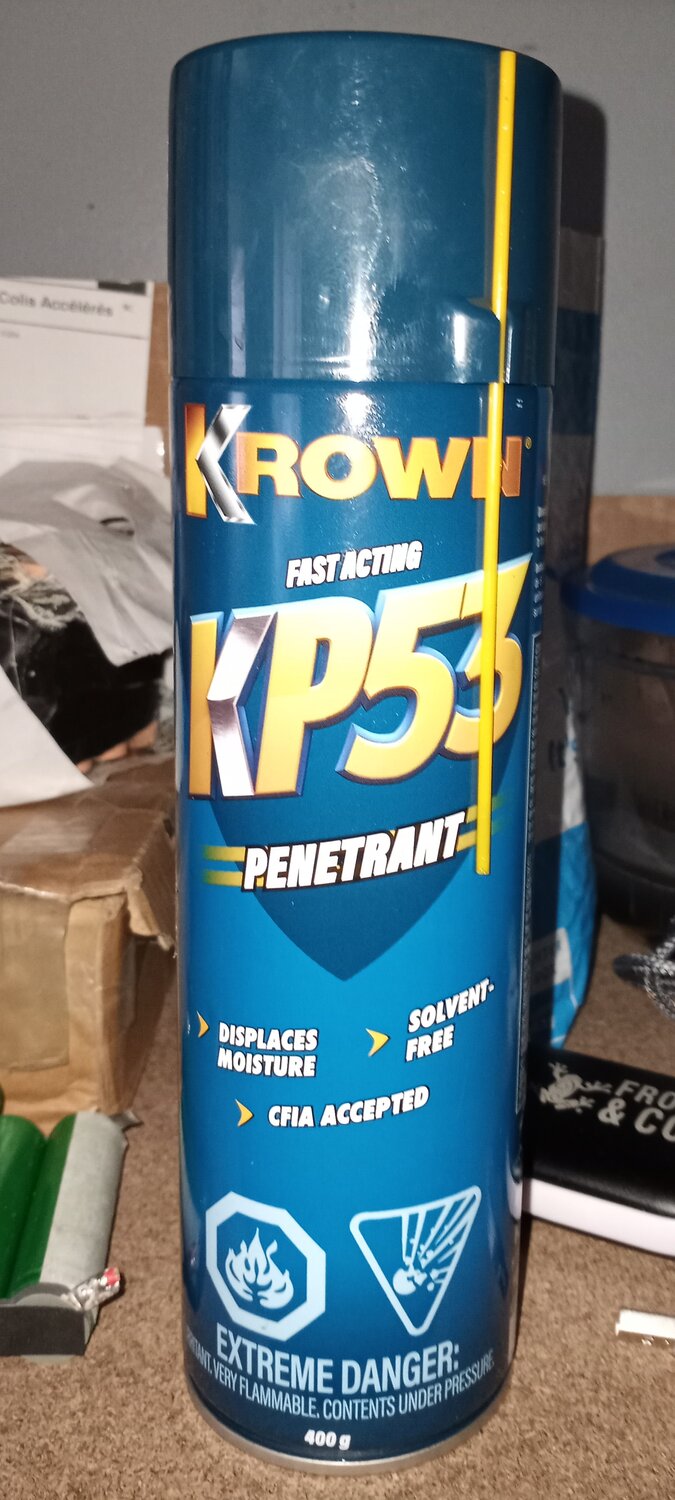 Colis Accélérés
KROWN
FAST ACTING
KP53
PENETRANT
DISPLACES
MOISTURE
SOLVENT-
FREE
CFIA ACCEPTED
FRO
& CO
EXTREME DANGER:
VERY FLAMMABLE. CONTENTS UNDER PRESSURE.
400 g